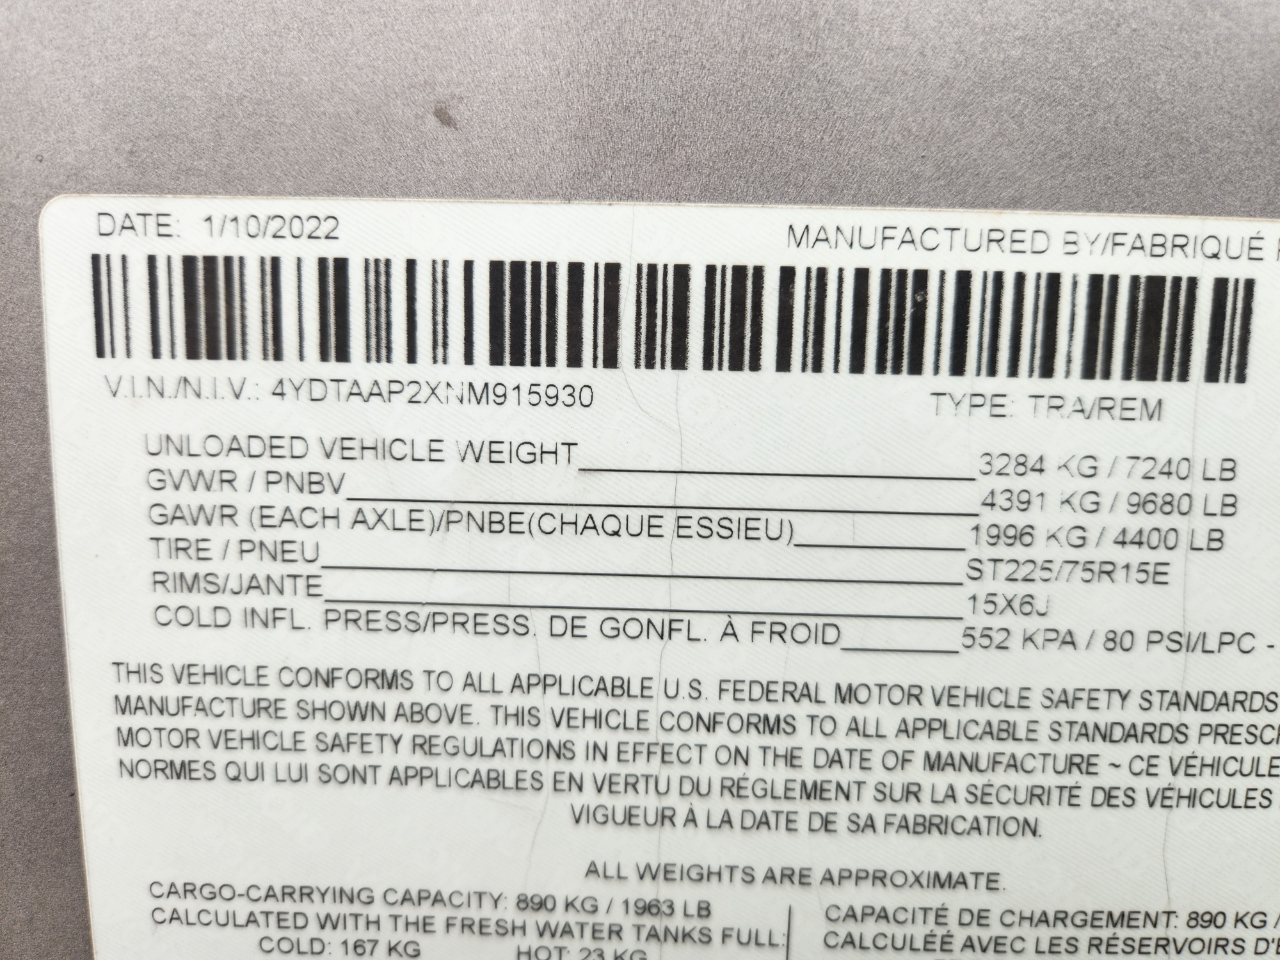 DATE: 1/10/2022
MANUFACTURED BY/FABRIQUÉ
V.I.N./N.I.V.: 4YDTAAP2XNM915930
TYPE: TRA/REM
UNLOADED VEHICLE WEIGHT 3284 KG / 7240 LB
GVWR / PNBV 4391 KG / 9680 LB
GAWR (EACH AXLE)/PNBE(CHAQUE ESSIEU) 1996 KG / 4400 LB
TIRE / PNEU ST225/75R15E
RIMS/JANTE 15X6J
COLD INFL. PRESS/PRESS. DE GONFL. À FROID 552 KPA / 80 PSI/LPC -
THIS VEHICLE CONFORMS TO ALL APPLICABLE U.S. FEDERAL MOTOR VEHICLE SAFETY STANDARDS
MANUFACTURE SHOWN ABOVE. THIS VEHICLE CONFORMS TO ALL APPLICABLE STANDARDS
MOTOR VEHICLE SAFETY REGULATIONS IN EFFECT ON THE DATE OF MANUFACTURE ~ CE VÉHICULE
NORMES QUI LUI SONT APPLICABLES EN VERTU DU RÉGLEMENT SUR LA SÉCURITÉ DES VÉHICULES
VIGUEUR À LA DATE DE SA FABRICATION.
ALL WEIGHTS ARE APPROXIMATE.
CARGO-CARRYING CAPACITY: 890 KG / 1963 LB
CALCULATED WITH THE FRESH WATER TANKS FULL:
COLD: 167 KG HOT: 23 KG
CAPACITÉ DE CHARGEMENT: 890 KG /
CALCULÉE AVEC LES RÉSERVOIRS